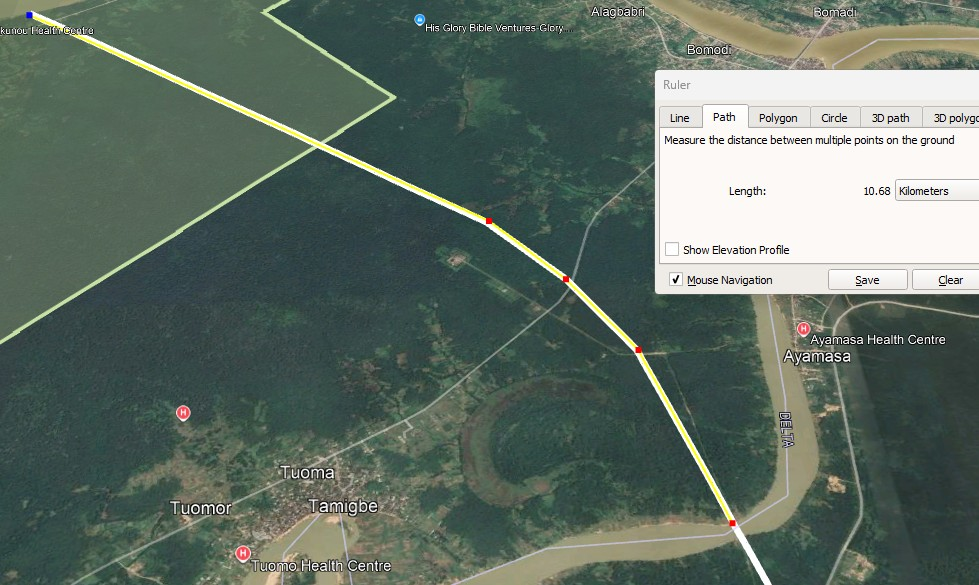 Alagbabri
Bomadi
kunou Health Centre
His Glory Bible Ventures-Glory...
Bomodi
Ruler
Line Path Polygon Circle 3D path 3D polygo
Measure the distance between multiple points on the ground
Length: 10.68 Kilometers
Show Elevation Profile
Mouse Navigation Save Clear
H Ayamasa Health Centre
Ayamasa
H
DELTA
Tuoma
Tuomor
Tamigbe
H Tuomo Health Centre